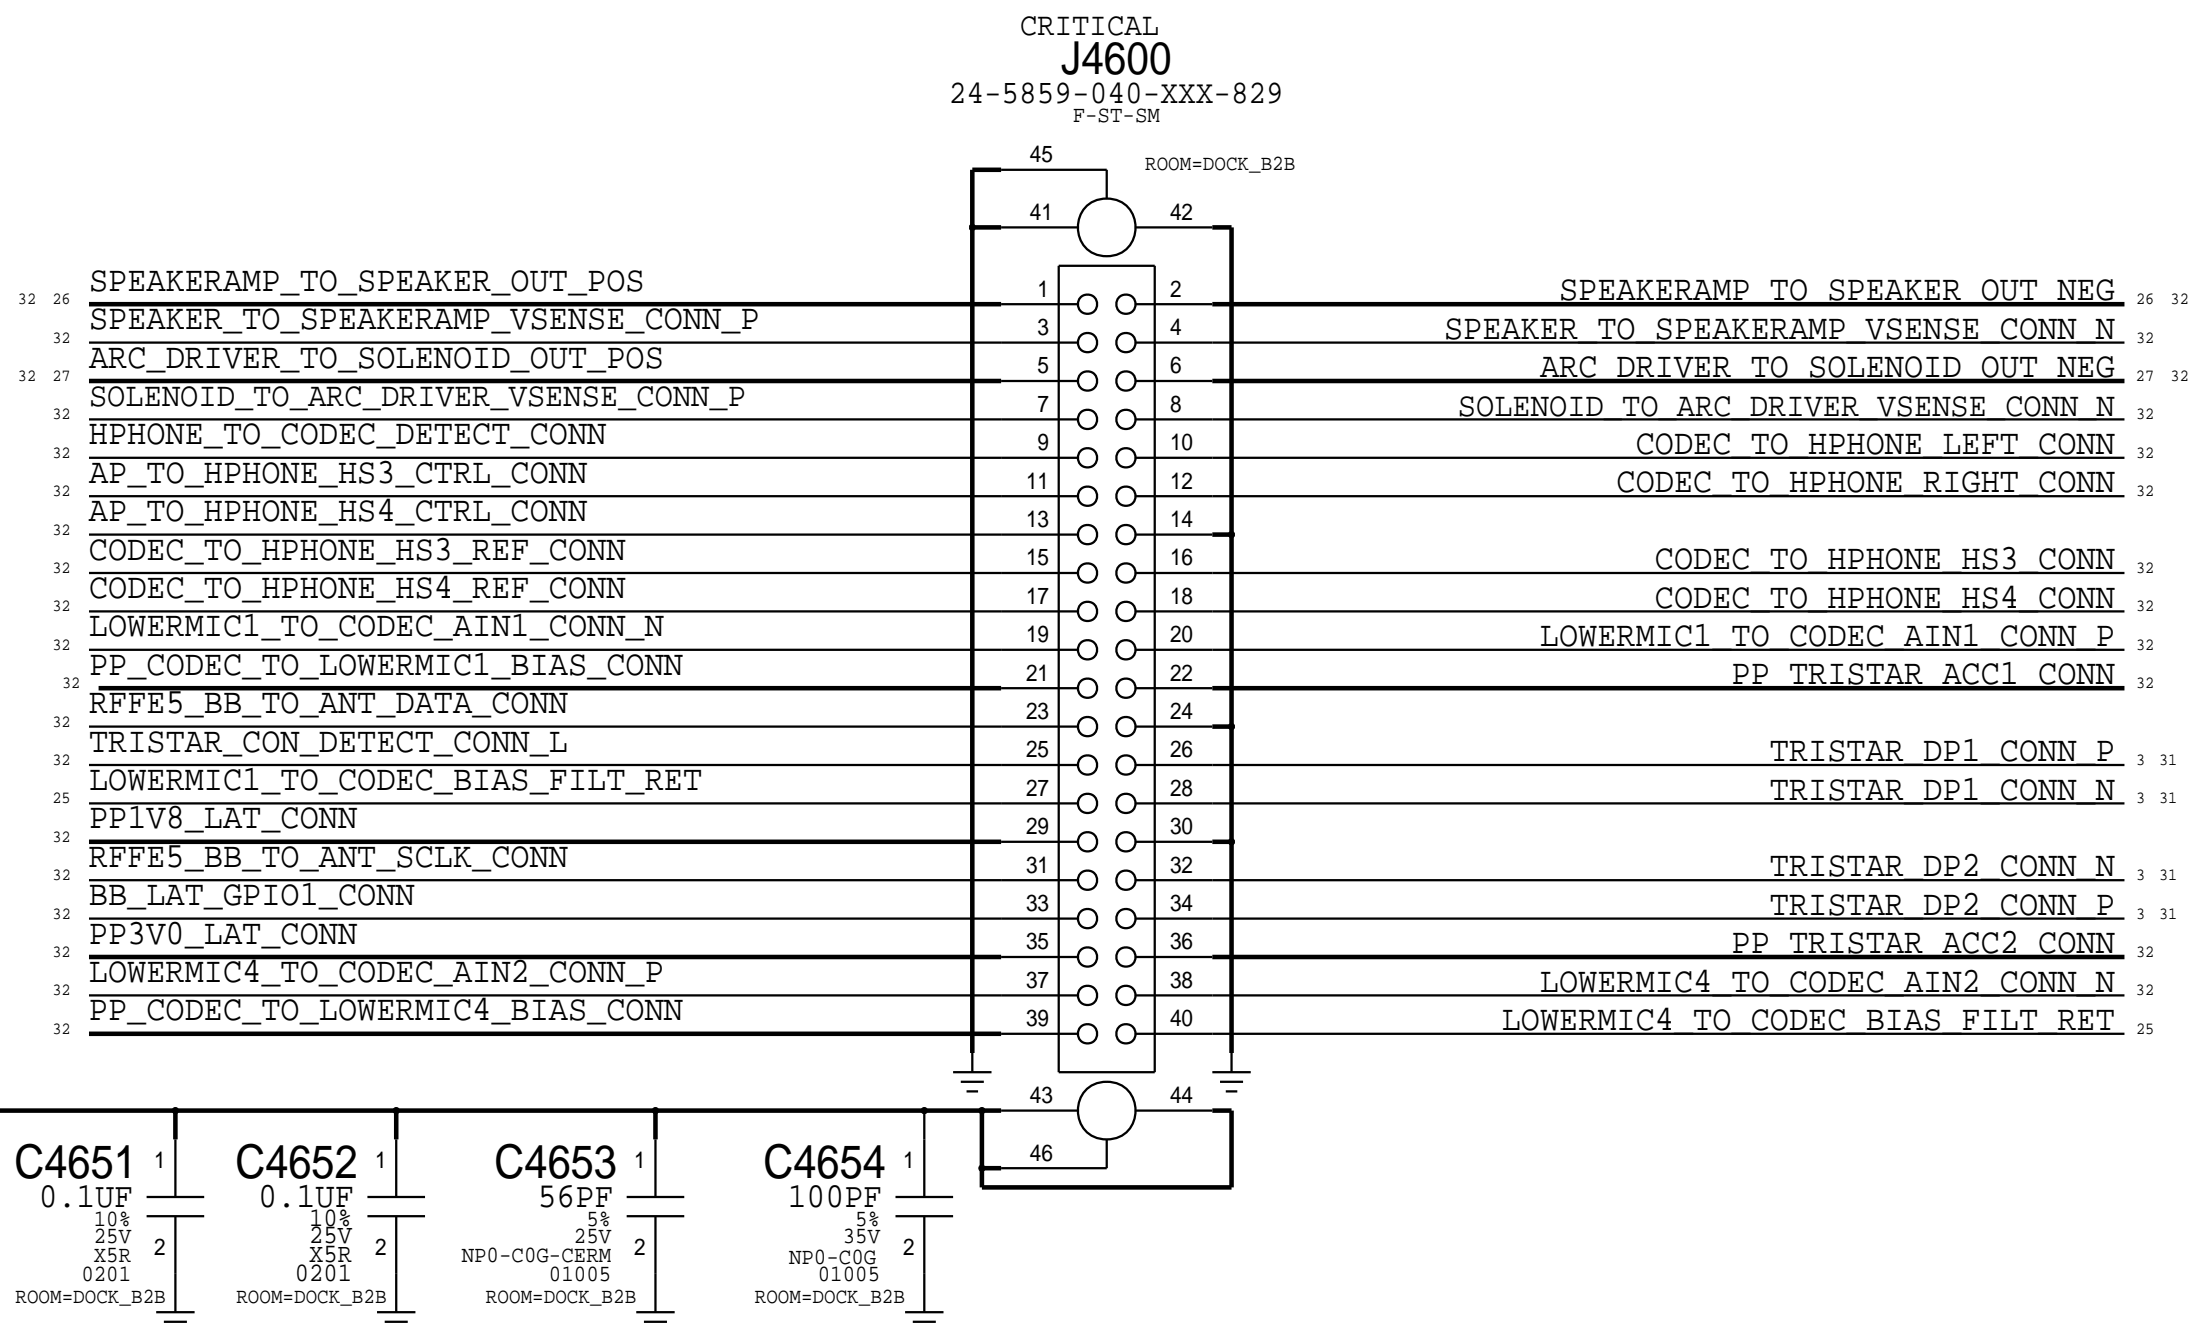 CRITICAL
J4600
24-5859-040-XXX-829
F-ST-SM
45
ROOM=DOCK_B2B
41 42
SPEAKERAMP_TO_SPEAKER_OUT_POS 1 2 SPEAKERAMP_TO_SPEAKER_OUT_NEG
32 26 26 32
SPEAKER_TO_SPEAKERAMP_VSENSE_CONN_P 3 4 SPEAKER_TO_SPEAKERAMP_VSENSE_CONN_N
32 32
ARC_DRIVER_TO_SOLENOID_OUT_POS 5 6 ARC_DRIVER_TO_SOLENOID_OUT_NEG
32 27 27 32
SOLENOID_TO_ARC_DRIVER_VSENSE_CONN_P 7 8 SOLENOID_TO_ARC_DRIVER_VSENSE_CONN_N
32 32
HPHONE_TO_CODEC_DETECT_CONN 9 10 CODEC_TO_HPHONE_LEFT_CONN
32 32
AP_TO_HPHONE_HS3_CTRL_CONN 11 12 CODEC_TO_HPHONE_RIGHT_CONN
32 32
AP_TO_HPHONE_HS4_CTRL_CONN 13 14
32
CODEC_TO_HPHONE_HS3_REF_CONN 15 16 CODEC_TO_HPHONE_HS3_CONN
32 32
CODEC_TO_HPHONE_HS4_REF_CONN 17 18 CODEC_TO_HPHONE_HS4_CONN
32 32
LOWERMIC1_TO_CODEC_AIN1_CONN_N 19 20 LOWERMIC1_TO_CODEC_AIN1_CONN_P
32 32
PP_CODEC_TO_LOWERMIC1_BIAS_CONN 21 22 PP_TRISTAR_ACC1_CONN
32 32
RFFE5_BB_TO_ANT_DATA_CONN 23 24
32
TRISTAR_CON_DETECT_CONN_L 25 26 TRISTAR_DP1_CONN_P
32 3 31
LOWERMIC1_TO_CODEC_BIAS_FILT_RET 27 28 TRISTAR_DP1_CONN_N
25 3 31
PP1V8_LAT_CONN 29 30
32
RFFE5_BB_TO_ANT_SCLK_CONN 31 32 TRISTAR_DP2_CONN_N
32 3 31
BB_LAT_GPIO1_CONN 33 34 TRISTAR_DP2_CONN_P
32 3 31
PP3V0_LAT_CONN 35 36 PP_TRISTAR_ACC2_CONN
32 32
LOWERMIC4_TO_CODEC_AIN2_CONN_P 37 38 LOWERMIC4_TO_CODEC_AIN2_CONN_N
32 32
PP_CODEC_TO_LOWERMIC4_BIAS_CONN 39 40 LOWERMIC4_TO_CODEC_BIAS_FILT_RET
32 25
43 44
46
C4651 1
0.1UF
10%
25V
X5R 2
0201
ROOM=DOCK_B2B
C4652 1
0.1UF
10%
25V
X5R 2
0201
ROOM=DOCK_B2B
C4653 1
56PF
5%
25V
NP0-C0G-CERM 2
01005
ROOM=DOCK_B2B
C4654 1
100PF
5%
35V
NP0-C0G 2
01005
ROOM=DOCK_B2B